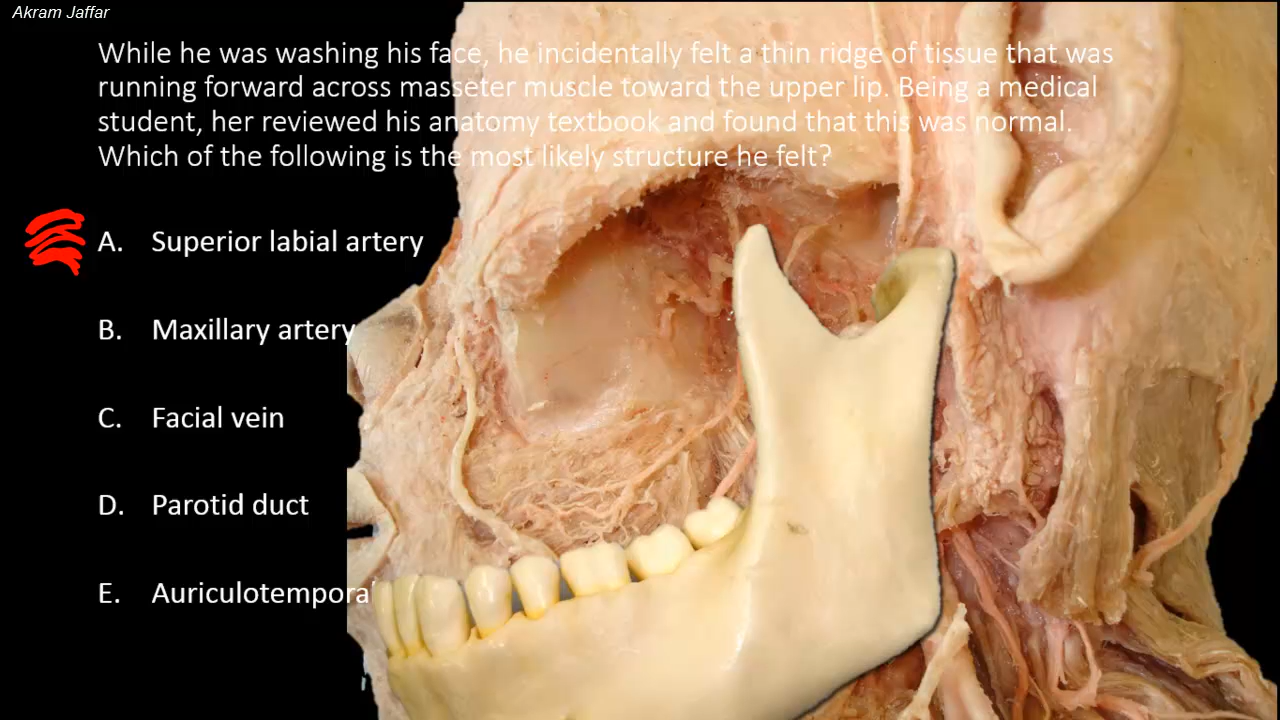 Akram Jaffar
While he was washing his face, he incidentally felt a thin ridge of tissue that was
running forward across masseter muscle toward the upper lip. Being a medical
student, her reviewed his anatomy textbook and found that this was normal.
Which of the following is the most likely structure he felt?
A. Superior labial artery
B. Maxillary artery
C. Facial vein
D. Parotid duct
E. Auriculotempora